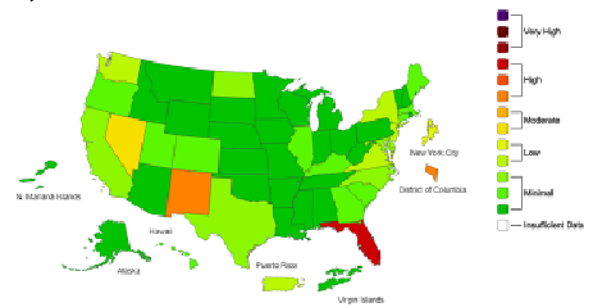 Very High
High
Moderate
Low
Minimal
Insufficient Data
New York City
District of Columbia
N. Mariana Islands
Hawaii
Alaska
Puerto Rico
Virgin Islands